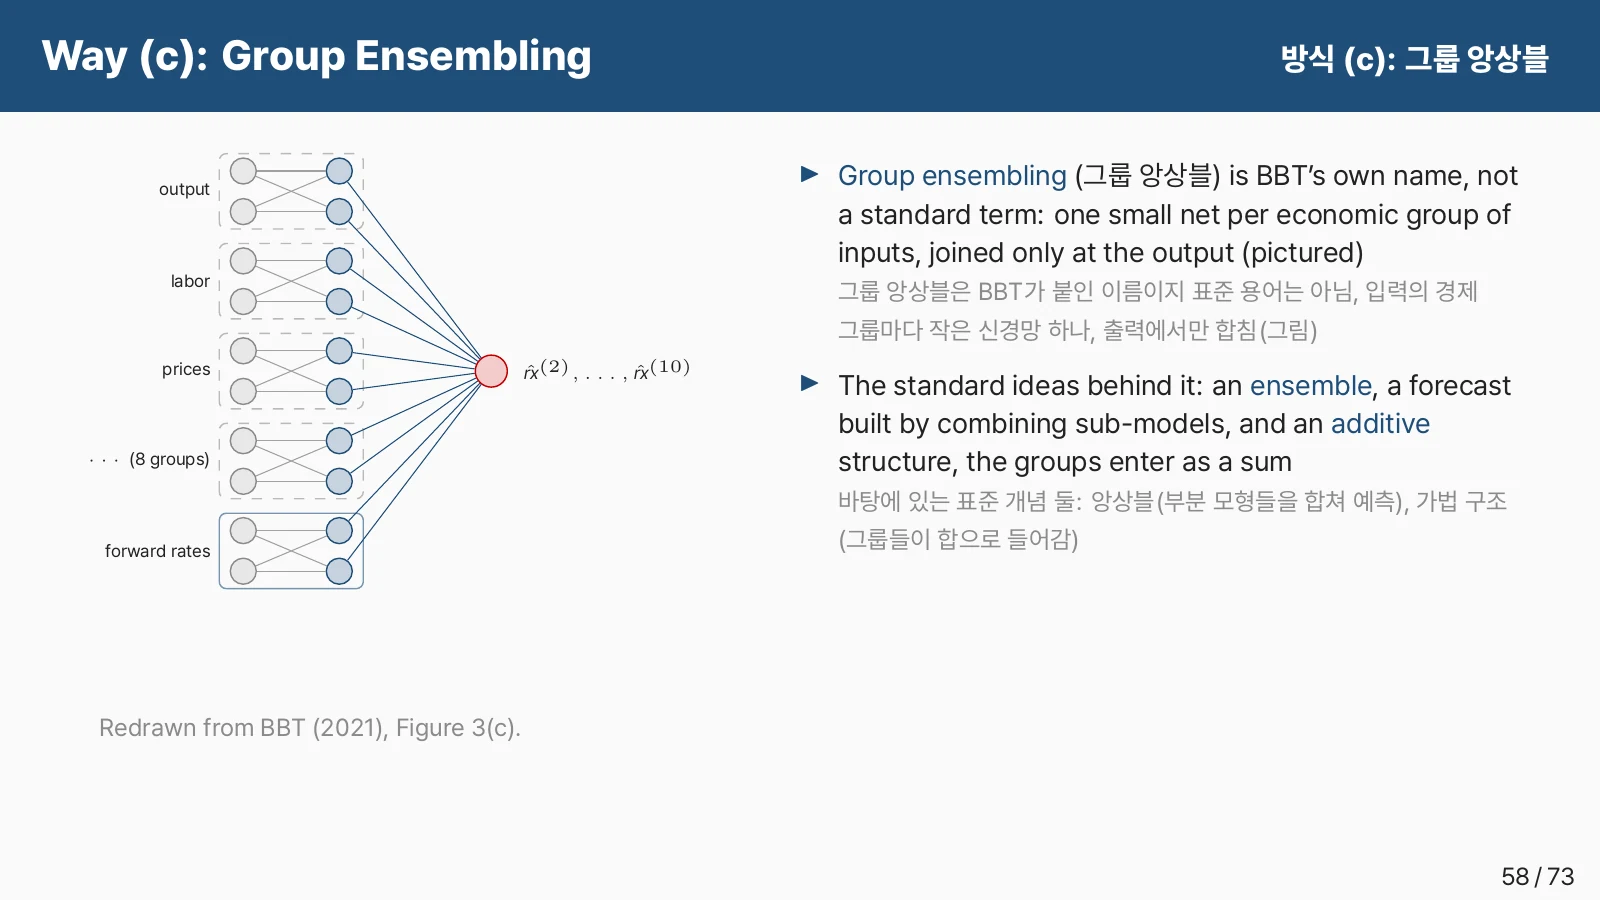 Way (c): Group Ensembling
방식 (c): 그룹 앙상블
output
labor
prices
· · · (8 groups)
forward rates
r̂x^(2), . . . , r̂x^(10)
Redrawn from BBT (2021), Figure 3(c).
► Group ensembling (그룹 앙상블) is BBT’s own name, not
a standard term: one small net per economic group of
inputs, joined only at the output (pictured)
그룹 앙상블은 BBT가 붙인 이름이지 표준 용어는 아님, 입력의 경제
그룹마다 작은 신경망 하나, 출력에서만 합침(그림)
► The standard ideas behind it: an ensemble, a forecast
built by combining sub-models, and an additive
structure, the groups enter as a sum
바탕에 있는 표준 개념 둘: 앙상블(부분 모형들을 합쳐 예측), 가법 구조
(그룹들이 합으로 들어감)
58 / 73